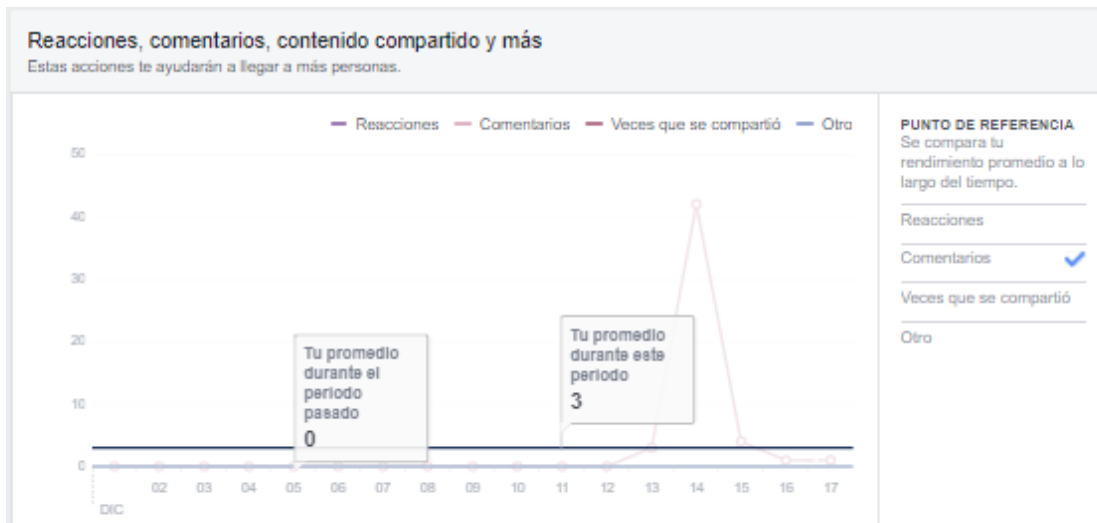 Reacciones, comentarios, contenido compartido y más
Estas acciones te ayudarán a llegar a más personas.
Reacciones
Comentarios
Veces que se compartió
Otro
50
40
30
20
10
0
Tu promedio
durante el
periodo
pasado
0
Tu promedio
durante este
periodo
3
02
03
04
05
06
07
08
09
10
11
12
13
14
15
16
17
DIC
PUNTO DE REFERENCIA
Se compara tu
rendimiento promedio a lo
largo del tiempo.
Reacciones
Comentarios
Veces que se compartió
Otro